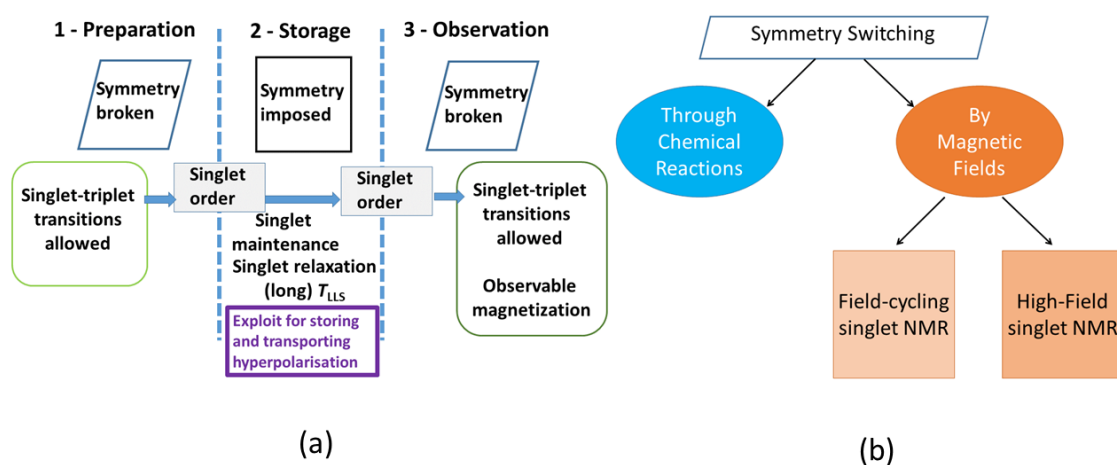 1 - Preparation
2 - Storage
3 - Observation
Symmetry
broken
Symmetry
imposed
Symmetry
broken
Singlet-triplet
transitions
allowed
Singlet
order
Singlet
order
Singlet
maintenance
Singlet relaxation
(long) TLLS
Exploit for storing
and transporting
hyperpolarisation
Singlet-triplet
transitions
allowed
Observable
magnetization
(a)
Symmetry Switching
Through
Chemical
Reactions
By
Magnetic
Fields
Field-cycling
singlet NMR
High-Field
singlet NMR
(b)